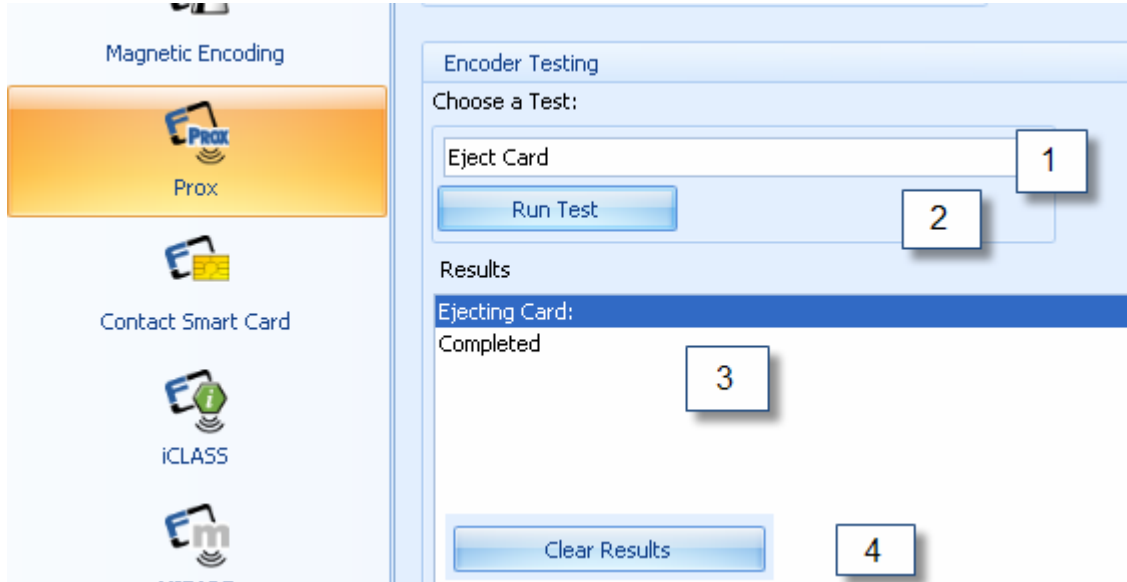 Magnetic Encoding
PROX
Prox
Contact Smart Card
i
iCLASS
m
Encoder Testing
Choose a Test:
Eject Card
1
Run Test
2
Results
Ejecting Card:
Completed
3
Clear Results
4